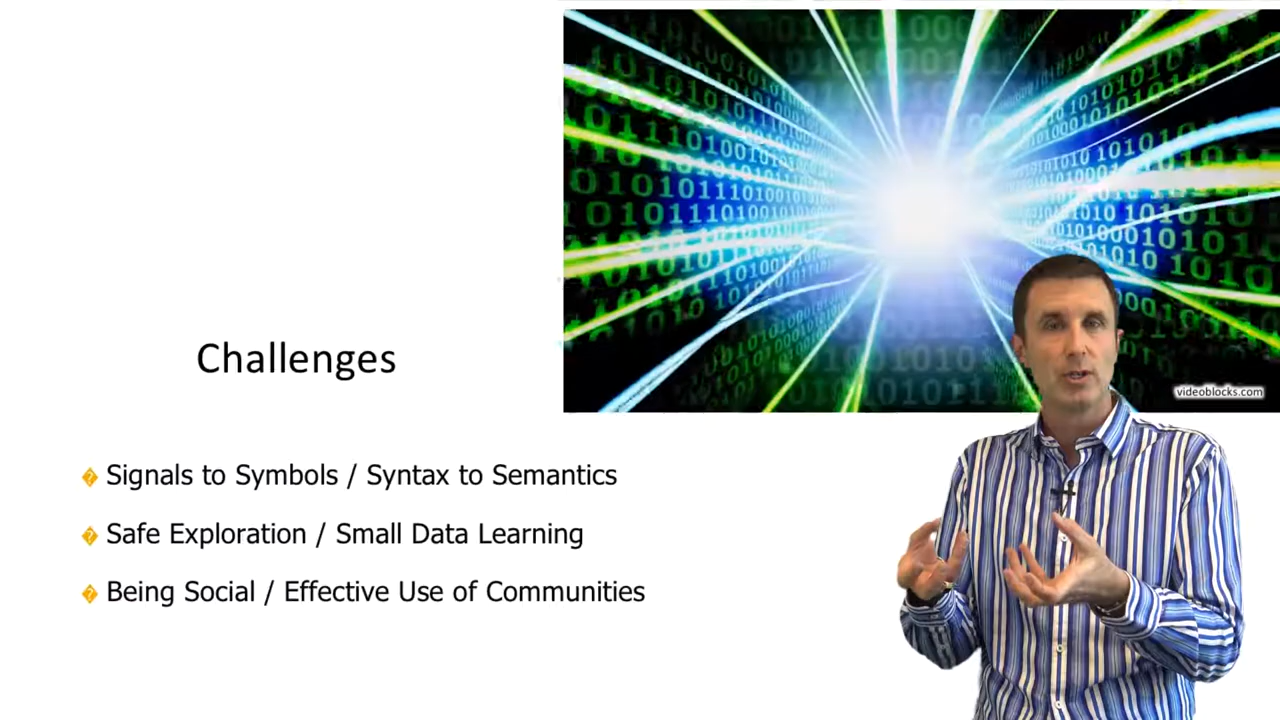 videoblocks.com
Challenges
Signals to Symbols / Syntax to Semantics
Safe Exploration / Small Data Learning
Being Social / Effective Use of Communities